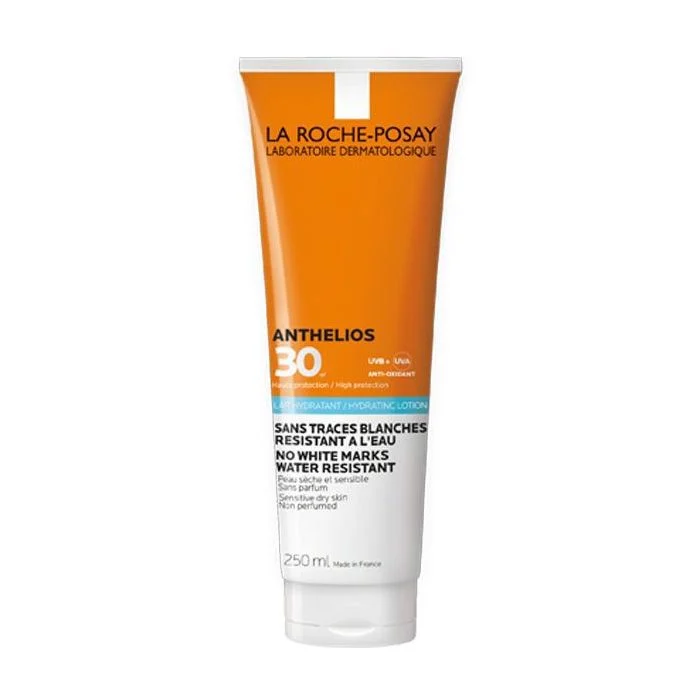 LA ROCHE-POSAY
LABORATOIRE DERMATOLOGIQUE
ANTHELIOS
30
UVB + UVA
ANTI-OXIDANT
Haute protection / High protection
LAIT HYDRATANT / HYDRATING LOTION
SANS TRACES BLANCHES
RESISTANT A L'EAU
NO WHITE MARKS
WATER RESISTANT
Peau sèche et sensible
Sans parfum
Sensitive dry skin
Non perfumed
250 ml Made in France